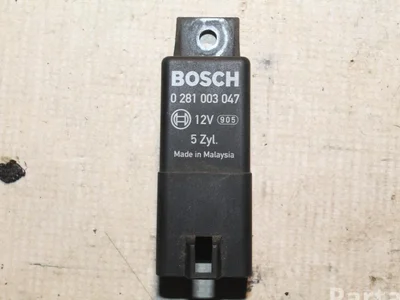 BOSCH
0 281 003 047
12V 905
5 Zyl.
Made in Malaysia